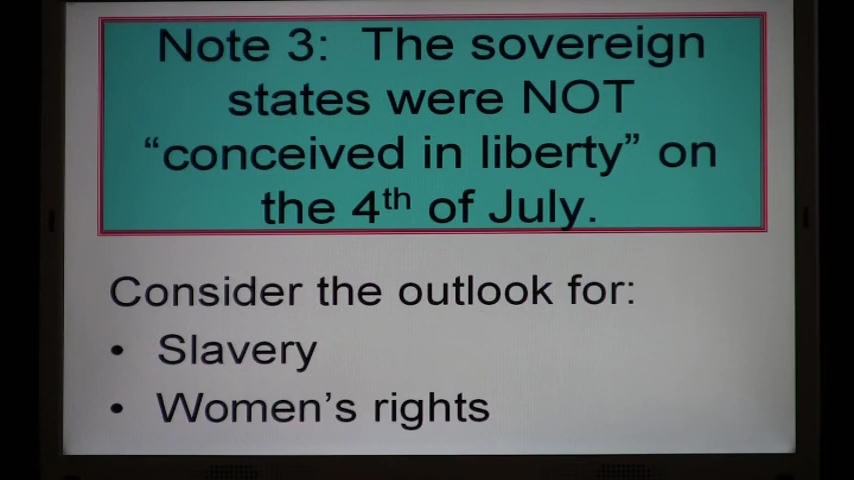 Note 3: The sovereign
states were NOT
“conceived in liberty” on
the 4th of July.
Consider the outlook for:
• Slavery
• Women’s rights